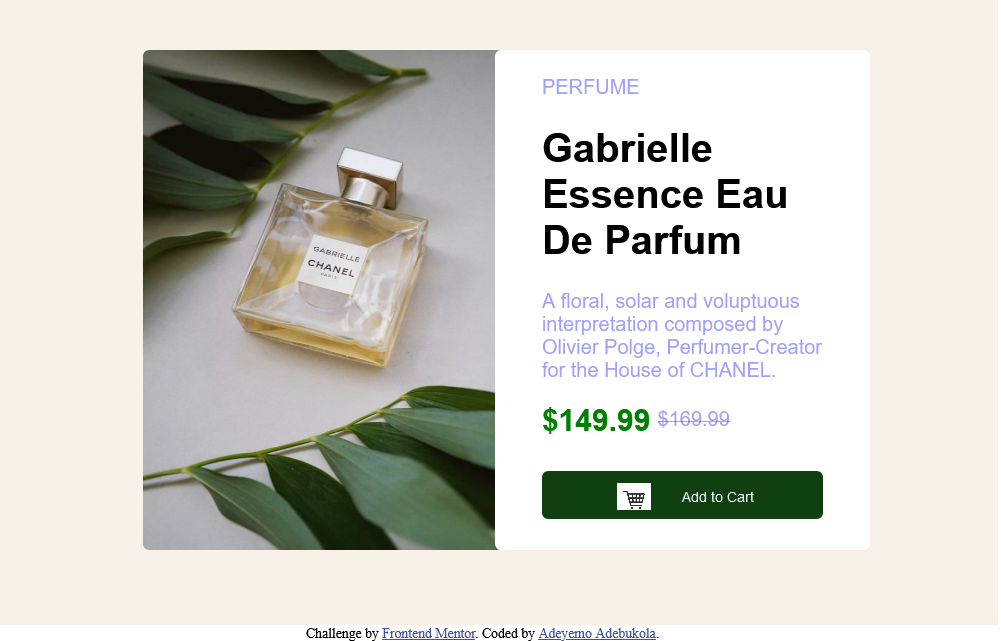 PERFUME
Gabrielle
Essence Eau
De Parfum
GABRIELLE
CHANEL
PARIS
A floral, solar and voluptuous
interpretation composed by
Olivier Polge, Perfumer-Creator
for the House of CHANEL.
$149.99 $169.99
Add to Cart
Challenge by Frontend Mentor. Coded by Adeyemo Adebukola.